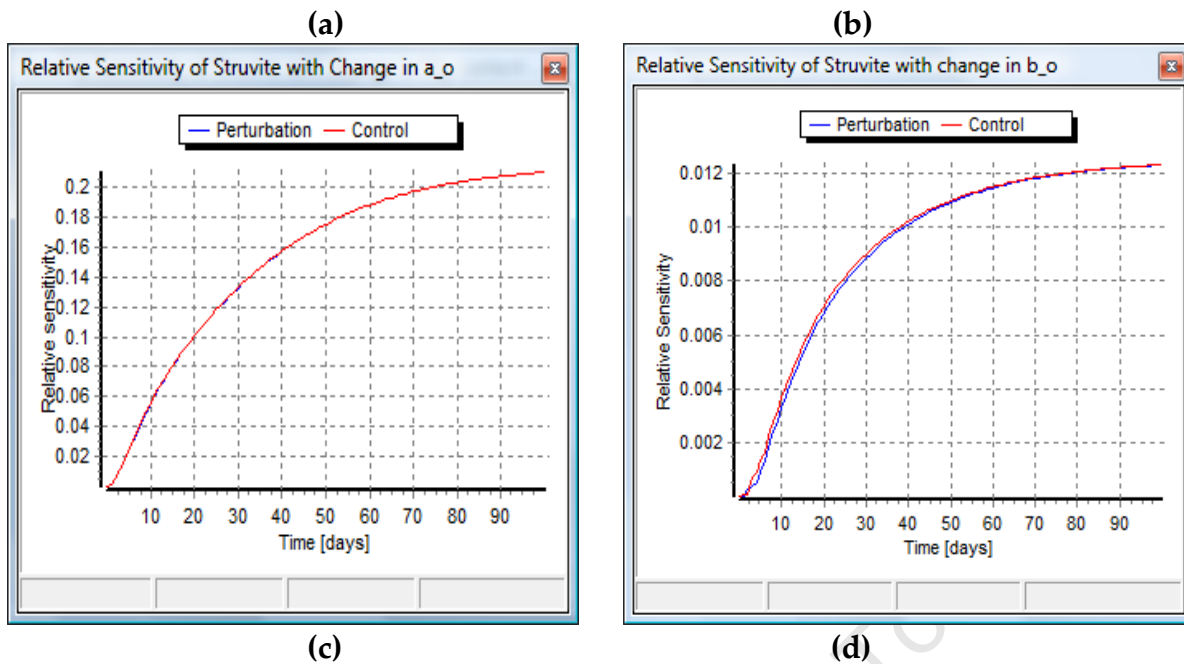 (a) (b)
Relative Sensitivity of Struvite with Change in a_o
Perturbation Control
0.2
0.18
0.16
0.14
0.12
0.1
0.08
0.06
0.04
0.02
Relative sensitivity
10 20 30 40 50 60 70 80 90
Time [days]
Relative Sensitivity of Struvite with change in b_o
Perturbation Control
0.012
0.01
0.008
0.006
0.004
0.002
Relative Sensitivity
10 20 30 40 50 60 70 80 90
Time [days]
(c) (d)